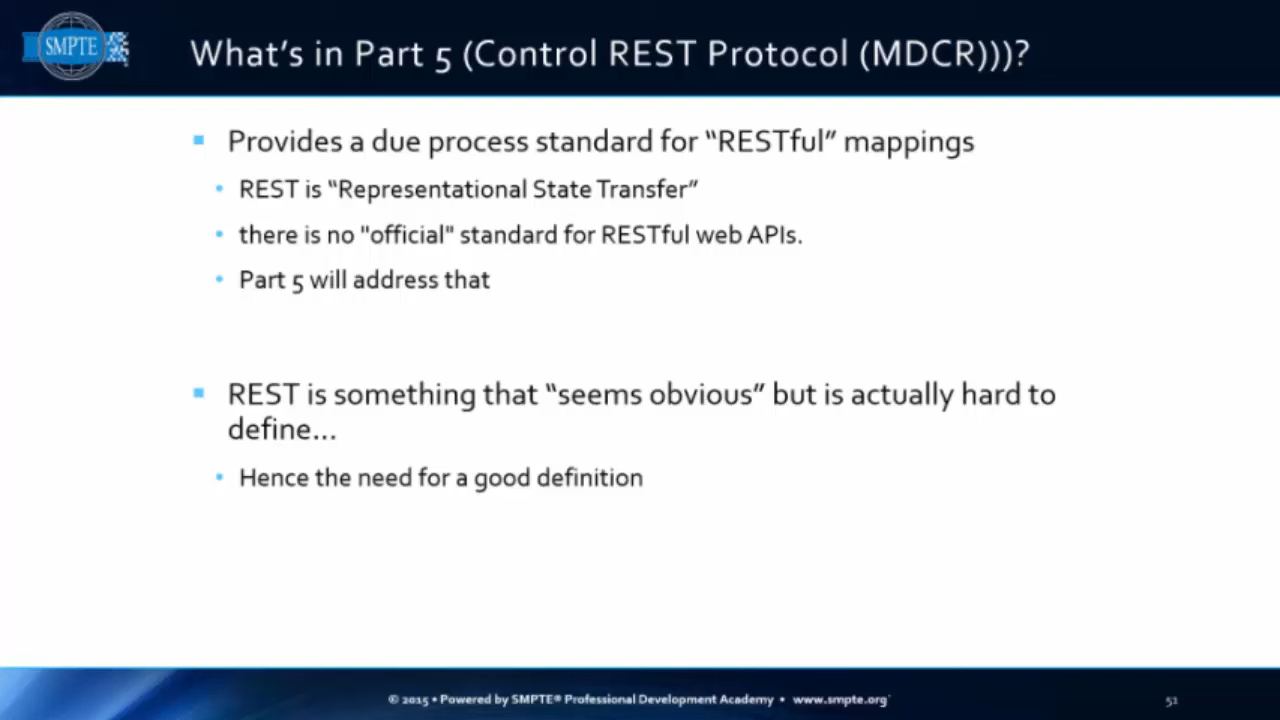 SMPTE
What's in Part 5 (Control REST Protocol (MDCR)))?
Provides a due process standard for “RESTful” mappings
REST is “Representational State Transfer”
there is no "official" standard for RESTful web APIs.
Part 5 will address that
REST is something that “seems obvious” but is actually hard to
define...
Hence the need for a good definition
© 2015 • Powered by SMPTE® Professional Development Academy • www.smpte.org
51